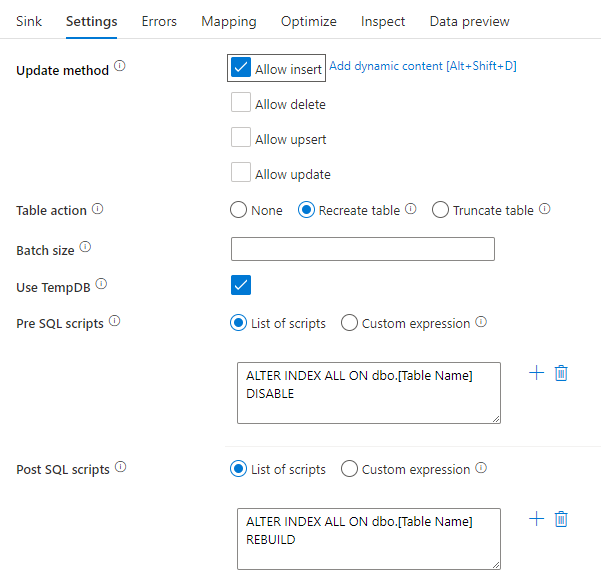 Sink Settings Errors Mapping Optimize Inspect Data preview
Update method Allow insert Add dynamic content [Alt+Shift+D]
Allow delete
Allow upsert
Allow update
Table action None Recreate table Truncate table
Batch size
Use TempDB
Pre SQL scripts List of scripts Custom expression
ALTER INDEX ALL ON dbo.[Table Name]
DISABLE
Post SQL scripts List of scripts Custom expression
ALTER INDEX ALL ON dbo.[Table Name]
REBUILD